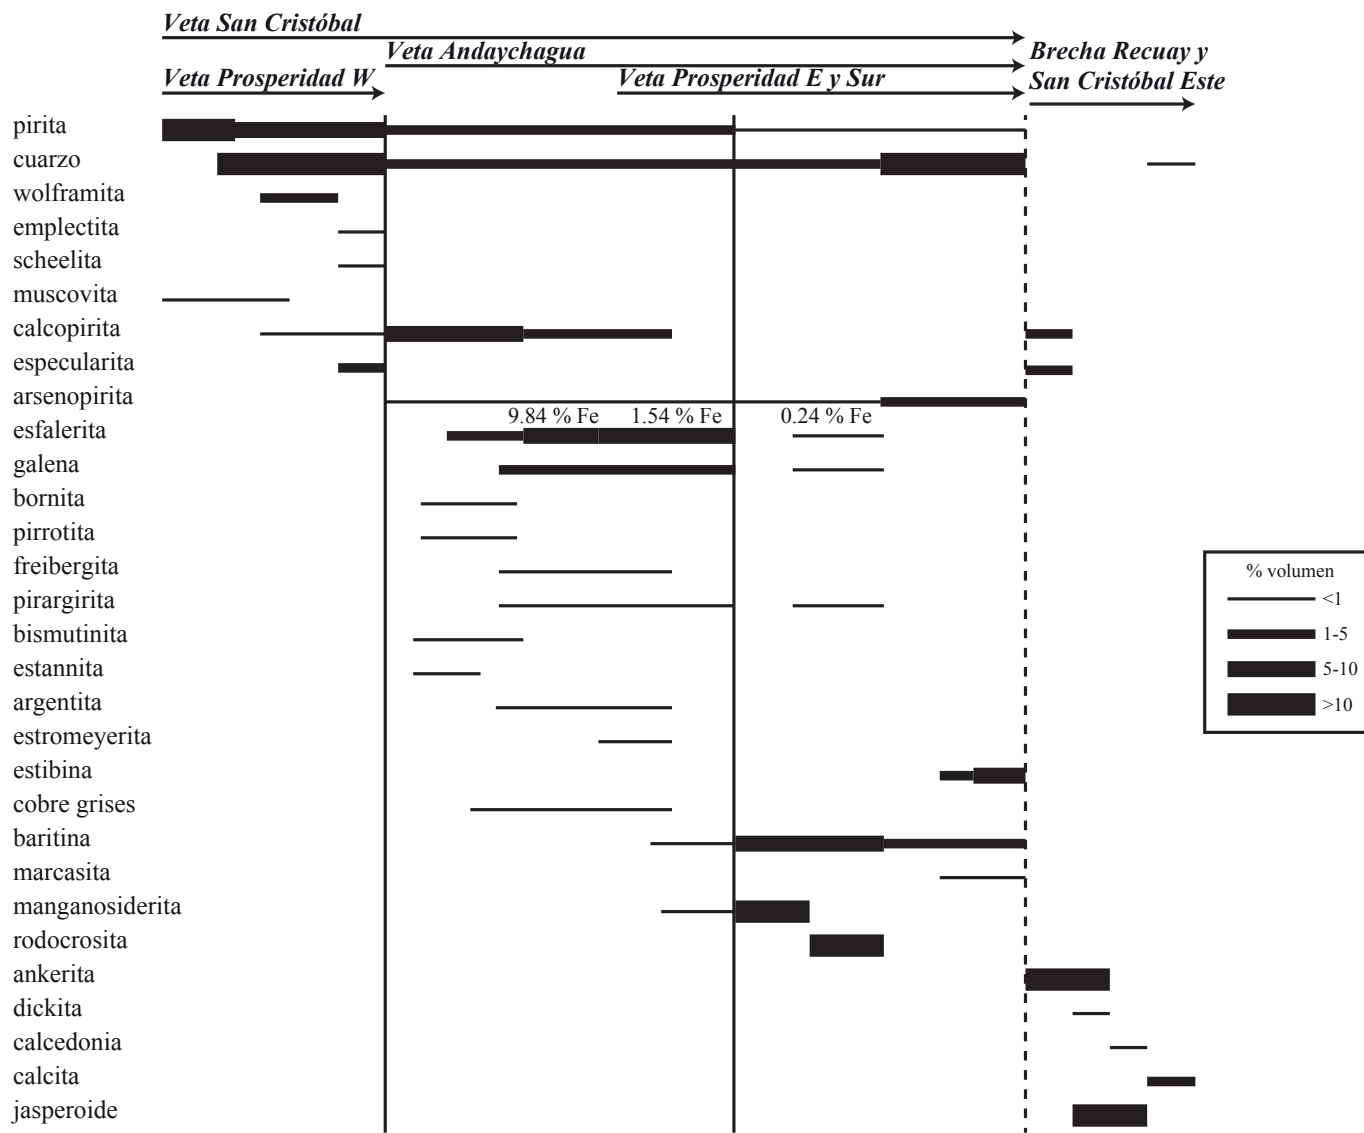 Veta San Cristóbal
Veta Andaychagua
Brecha Recuay y
Veta Prosperidad W
Veta Prosperidad E y Sur
San Cristóbal Este
pirita
cuarzo
wolframita
emplectita
scheelita
muscovita
calcopirita
especularita
arsenopirita
9.84 % Fe
1.54 % Fe
0.24 % Fe
esfalerita
galena
bornita
pirrotita
freibergita
pirargirita
bismutinita
estannita
argentita
estromeyerita
estibina
cobre grises
baritina
marcasita
manganosiderita
rodocrosita
ankerita
dickita
calcedonia
calcita
jasperoide
% volumen
<1
1-5
5-10
>10